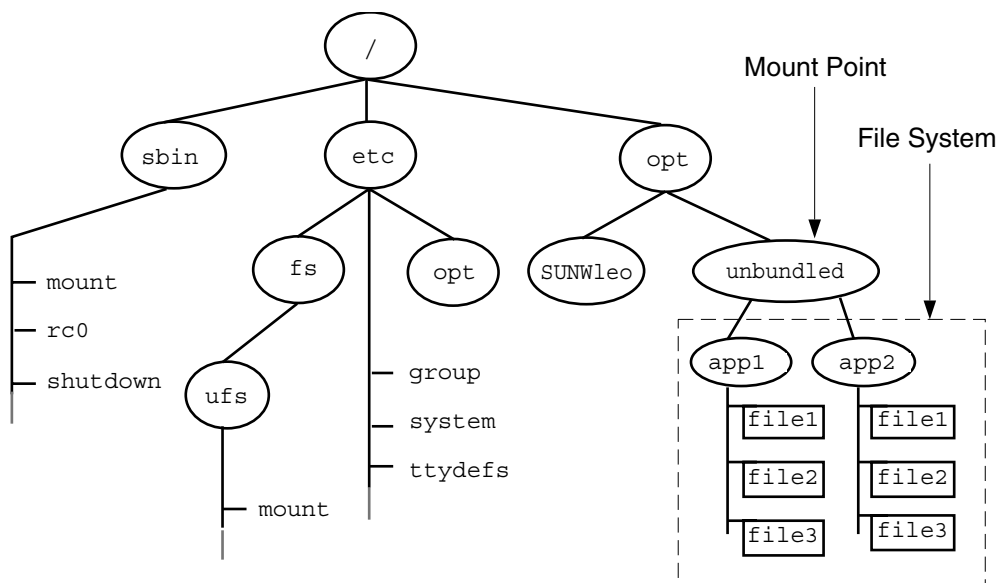 /
Mount Point
File System
sbin
etc
opt
fs
opt
SUNWleo
unbundled
mount
rc0
shutdown
ufs
group
system
ttydefs
mount
app1
app2
file1
file1
file2
file2
file3
file3